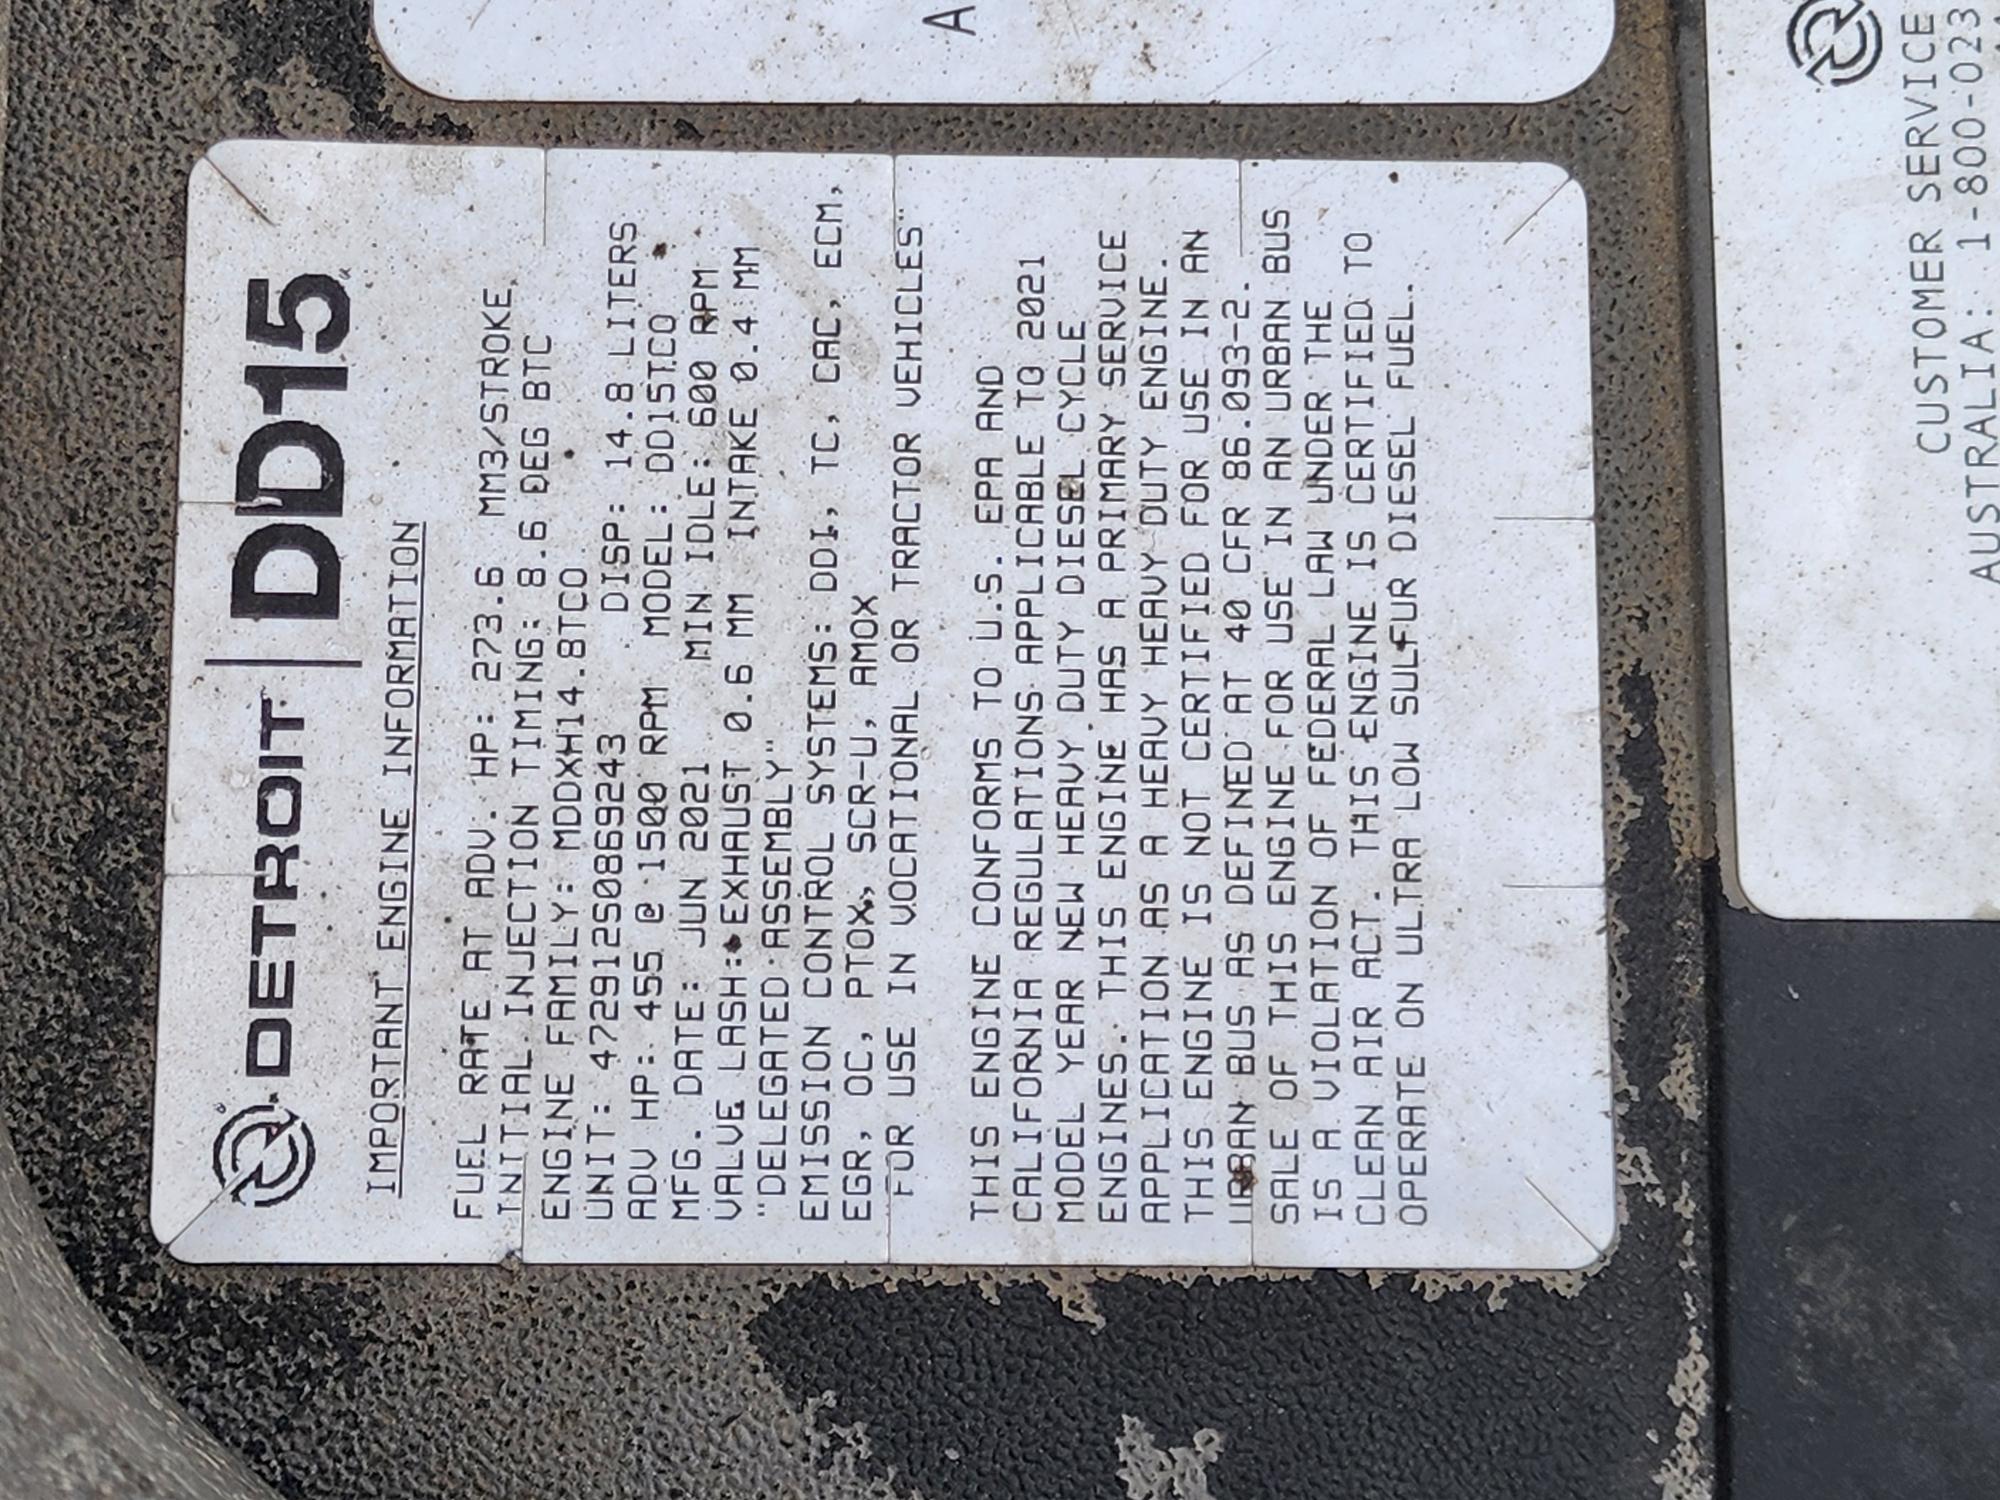 DETROIT DD15
IMPORTANT ENGINE INFORMATION
FUEL RATE AT ADV. HP: 273.6 MM3/STROKE
INITIAL INJECTION TIMING: 8.6 DEG BTC
ENGINE FAMILY: MDDXH14.8TCO
UNIT: 472912S0869243 DISP: 14.8 LITERS
ADV HP: 455 @ 1500 RPM MODEL: DD15TCO
MFG. DATE: JUN 2021 MIN IDLE: 600 RPM
VALVE LASH: EXHAUST 0.6 MM INTAKE 0.4 MM
"DELEGATED ASSEMBLY"
EMISSION CONTROL SYSTEMS: DDI, TC, CAC, ECM,
EGR, OC, PTOX, SCR-U, AMOX
"FOR USE IN VOCATIONAL OR TRACTOR VEHICLES"
THIS ENGINE CONFORMS TO U.S. EPA AND
CALIFORNIA REGULATIONS APPLICABLE TO 2021
MODEL YEAR NEW HEAVY DUTY DIESEL CYCLE
ENGINES. THIS ENGINE HAS A PRIMARY SERVICE
APPLICATION AS A HEAVY HEAVY DUTY ENGINE.
THIS ENGINE IS NOT CERTIFIED FOR USE IN AN
URBAN BUS AS DEFINED AT 40 CFR 86.093-2.
SALE OF THIS ENGINE FOR USE IN AN URBAN BUS
IS A VIOLATION OF FEDERAL LAW UNDER THE
CLEAN AIR ACT. THIS ENGINE IS CERTIFIED TO
OPERATE ON ULTRA LOW SULFUR DIESEL FUEL.
A
CUSTOMER SERVICE
AUSTRALIA: 1-800-023